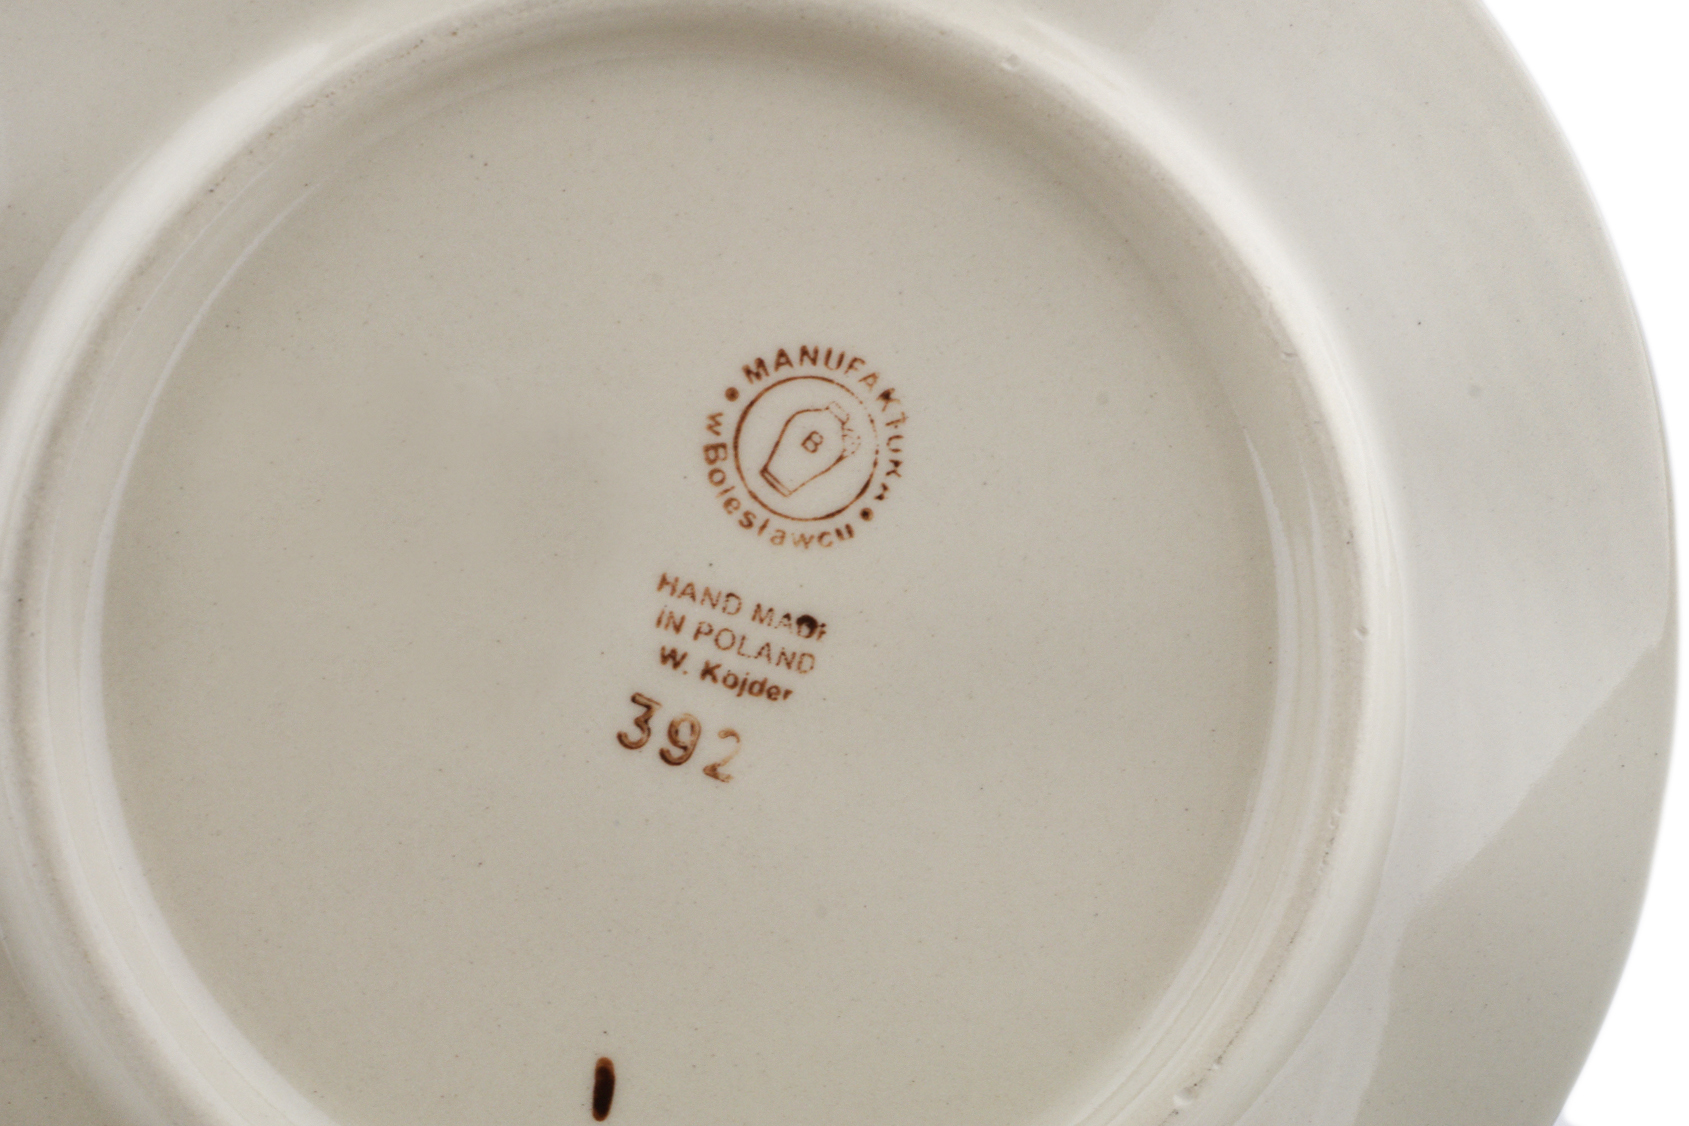 MANUFAKTURA
w Bolesławcu
B
HAND MADE
IN POLAND
W. Kojder
392